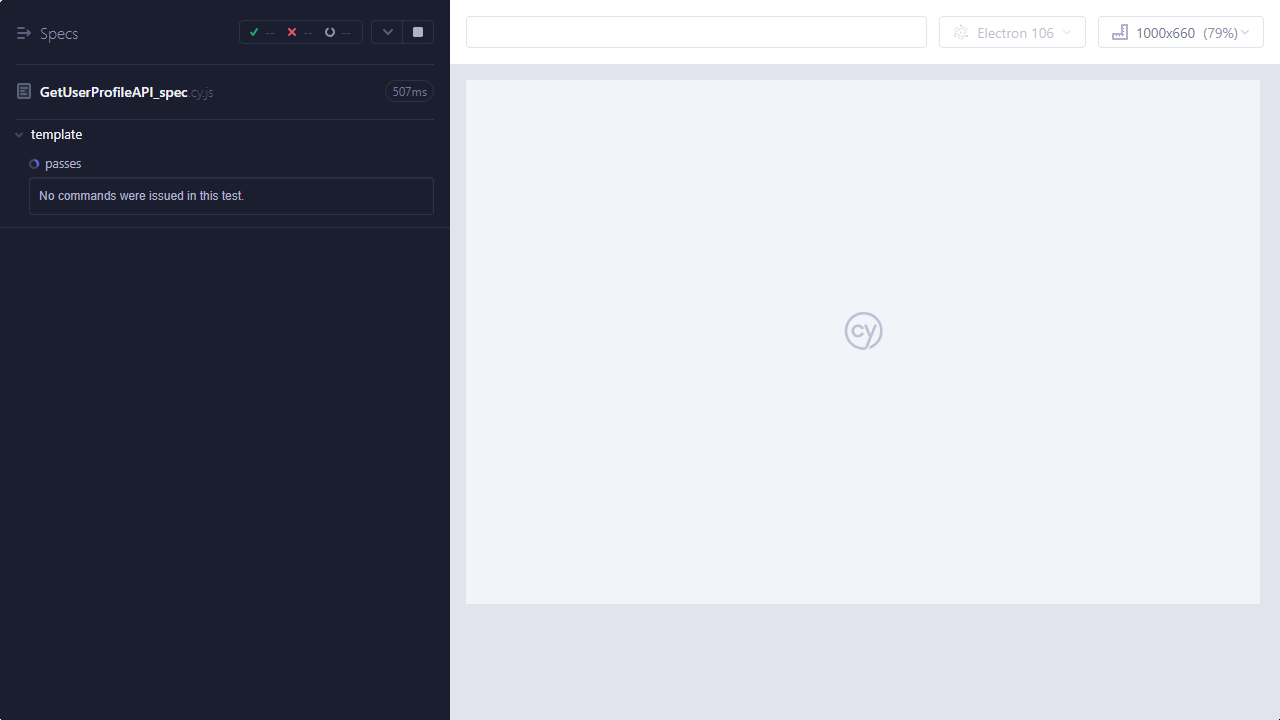 Specs
--
--
--
Electron 106
1000x660 (79%)
GetUserProfileAPI_spec.cy.js
507ms
template
passes
No commands were issued in this test.
cy